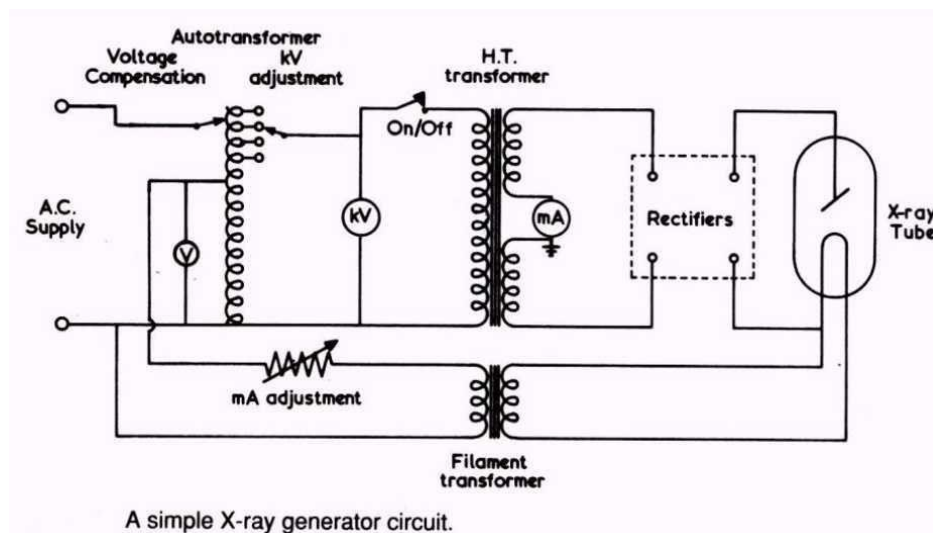 Autotransformer
Voltage
Compensation
kV
adjustment
H.T.
transformer
On/Off
A.C.
Supply
V
kV
mA
Rectifiers
X-ray
Tube
mA adjustment
Filament
transformer
A simple X-ray generator circuit.